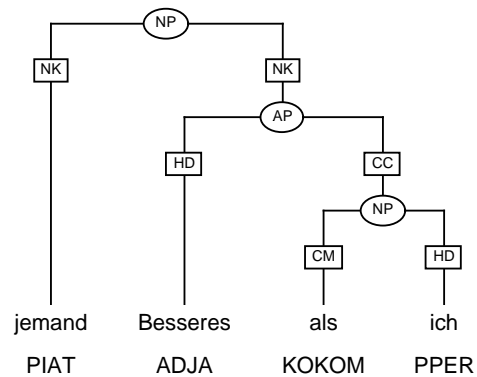 NP
NK NK
AP
HD CC
NP
CM HD
jemand Besseres als ich
PIAT ADJA KOKOM PPER